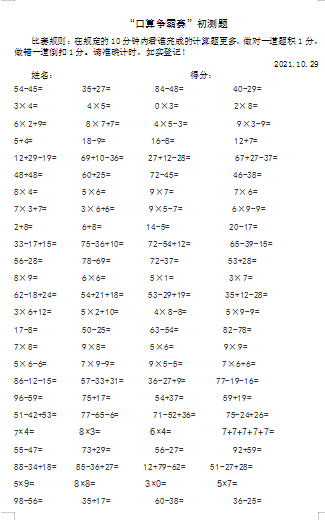 “口算争霸赛”初测题
比赛规则：在规定的10分钟内看谁完成的计算题更多，做对一道题积1分，
做错一道倒扣1分。请准确计时，如实登记！
2021.10.29
姓名： 得分：
54-45= 35+27= 84-48= 40-29=
3×4= 4×5= 0×3= 2×8=
6×2+9= 8×7+7= 4×5-3= 9×3-9=
5+4= 18-9= 16-8= 12+7=
12+29-19= 69+10-36= 27+12-28= 67+27-37=
48+48= 60+25= 72-45= 46-38=
8×4= 5×6= 9×7= 7×6=
7×3+7= 3×6+6= 9×5-7= 6×9-9=
2+8= 6+8= 14-5= 20-17=
33-17+15= 75-36+10= 72-54+12= 65-39-15=
56-28= 78-69= 72-37= 53+28=
8×9= 6×6= 5×1= 3×7=
62-18+24= 54+21+18= 53-29+19= 35+12-28=
3×6+12= 5×2+10= 4×8-8= 5×9-9=
17-8= 50-25= 63-54= 82-78=
7×8= 9×8= 5×6= 9×9=
5×6-6= 7×9-9= 9×5-5= 7×6+6=
86-12-15= 57-33+31= 36-27+9= 77-19-16=
96-59= 75+17= 54+37= 59+19=
51-42+53= 77-65-6= 71-52+36= 75-24+26=
7×4= 8×3= 6×4= 7+7+7+7+7=
55-47= 73+29= 56-27= 92+59=
88-34+18= 85-36+27= 12+79-62= 51-27+28=
5×9= 8×8= 3×0= 5×7=
98-56= 35+17= 60-38= 36-25=